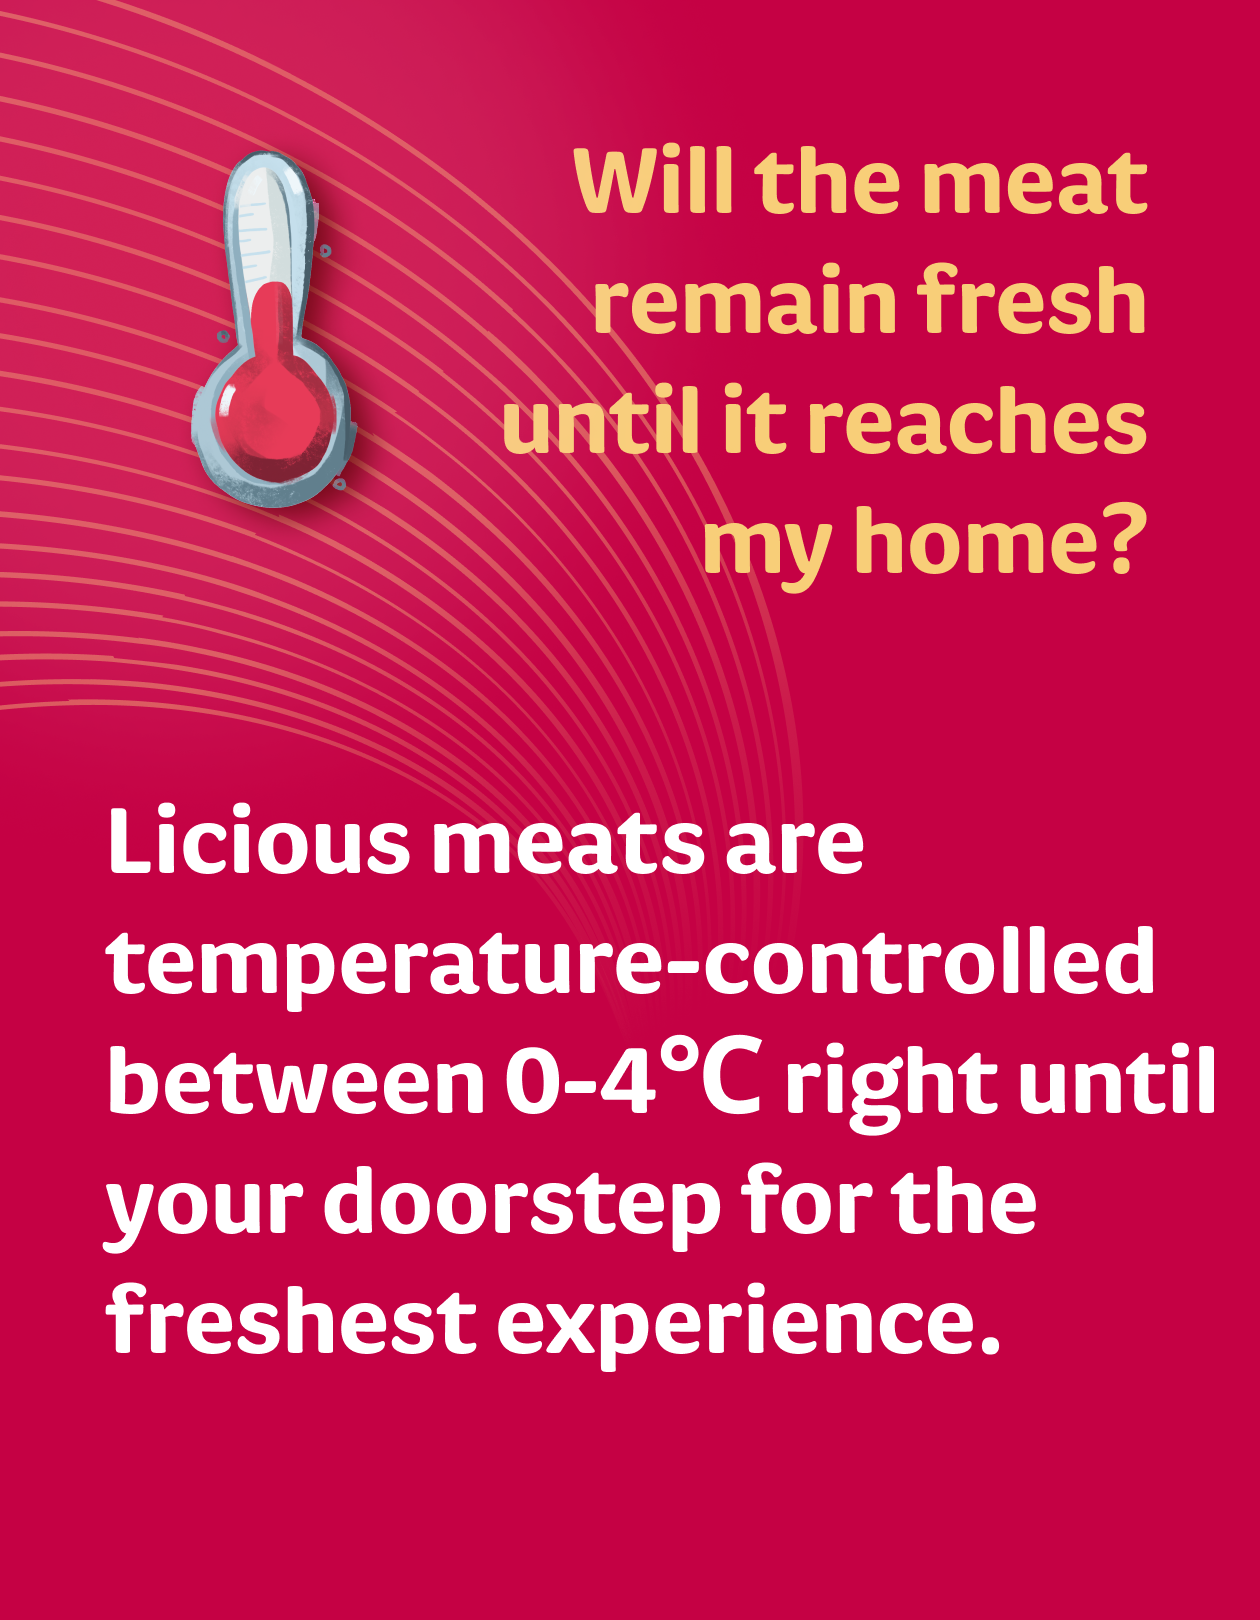 Will the meat
remain fresh
until it reaches
my home?
Licious meats are
temperature-controlled
between 0-4°C right until
your doorstep for the
freshest experience.